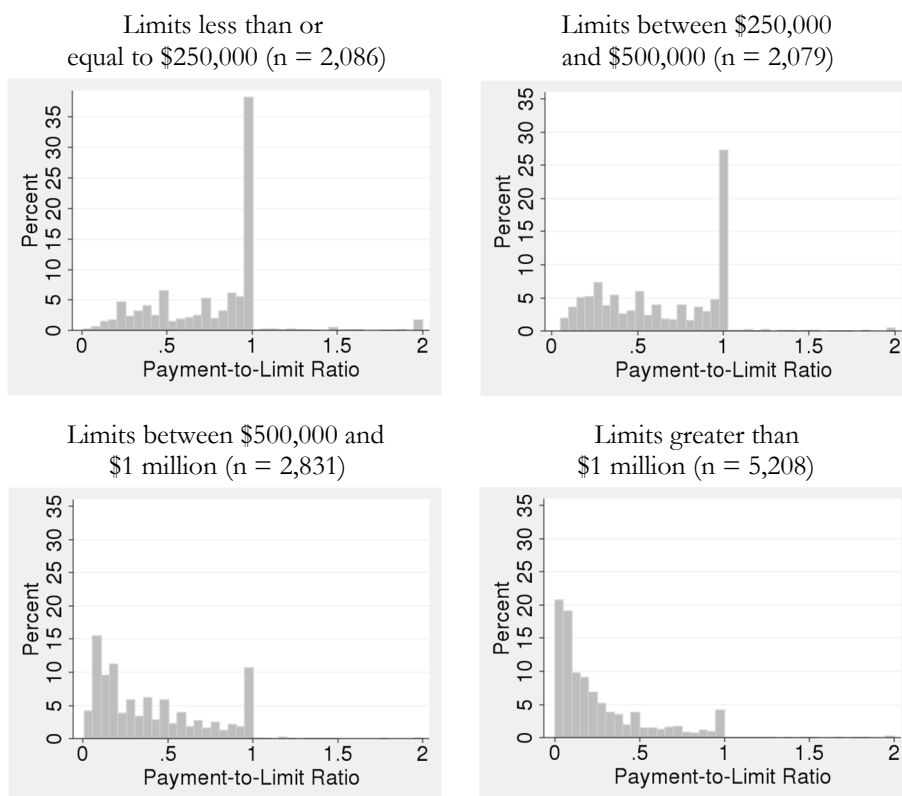 Limits less than or
equal to $250,000 (n = 2,086)
Percent
0 5 10 15 20 25 30 35
0 .5 1 1.5 2
Payment-to-Limit Ratio
Limits between $250,000
and $500,000 (n = 2,079)
Percent
0 5 10 15 20 25 30 35
0 .5 1 1.5 2
Payment-to-Limit Ratio
Limits between $500,000 and
$1 million (n = 2,831)
Percent
0 5 10 15 20 25 30 35
0 .5 1 1.5 2
Payment-to-Limit Ratio
Limits greater than
$1 million (n = 5,208)
Percent
0 5 10 15 20 25 30 35
0 .5 1 1.5 2
Payment-to-Limit Ratio